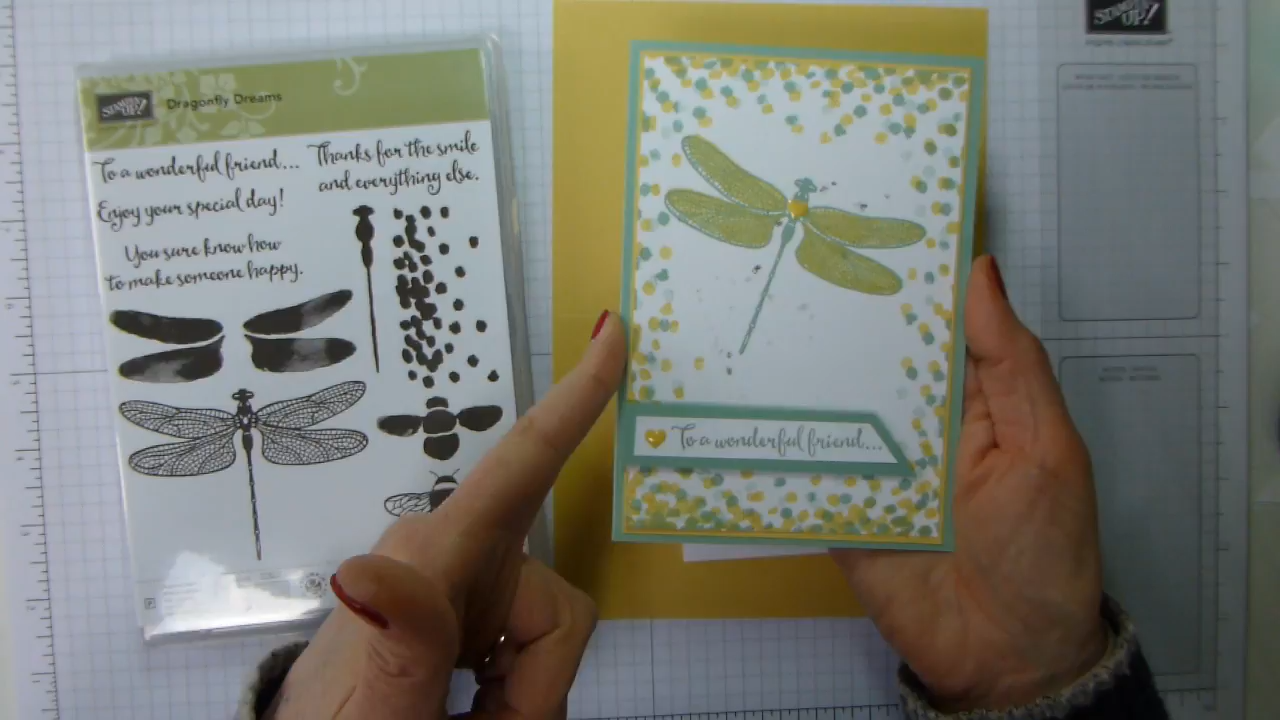 STAMPIN' UP!
Dragonfly Dreams
To a wonderful friend...
Thanks for the smile
and everything else.
Enjoy your special day!
You sure know how
to make someone happy.
To a wonderful friend...
STAMPIN' UP!